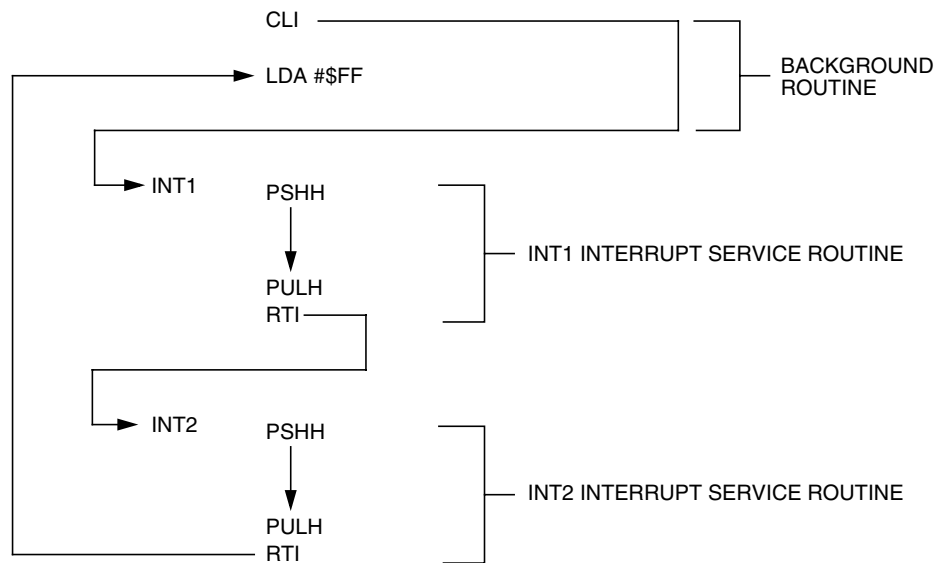 CLI
LDA #$FF
BACKGROUND
ROUTINE
INT1
PSHH
INT1 INTERRUPT SERVICE ROUTINE
PULH
RTI
INT2
PSHH
INT2 INTERRUPT SERVICE ROUTINE
PULH
RTI